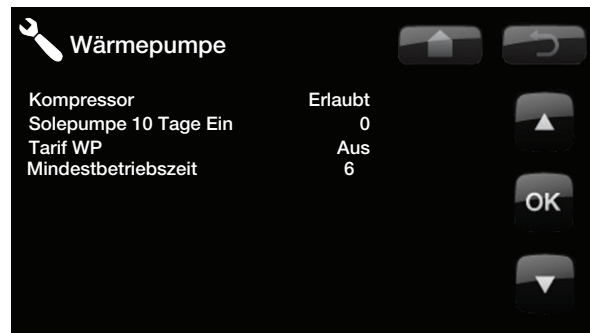 Wärmepumpe
Kompressor Erlaubt
Solepumpe 10 Tage Ein 0
Tarif WP Aus
Mindestbetriebszeit 6
OK